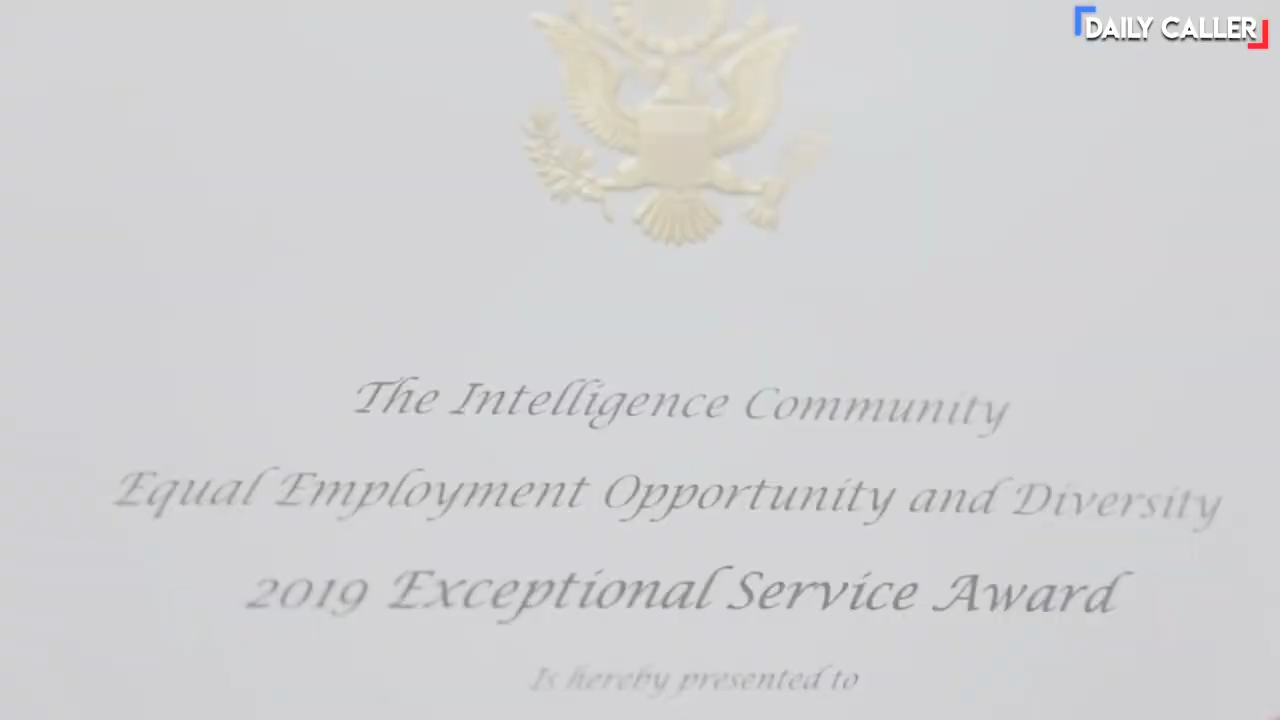 DAILY CALLER
The Intelligence Community
Equal Employment Opportunity and Diversity
2019 Exceptional Service Award
Is hereby presented to